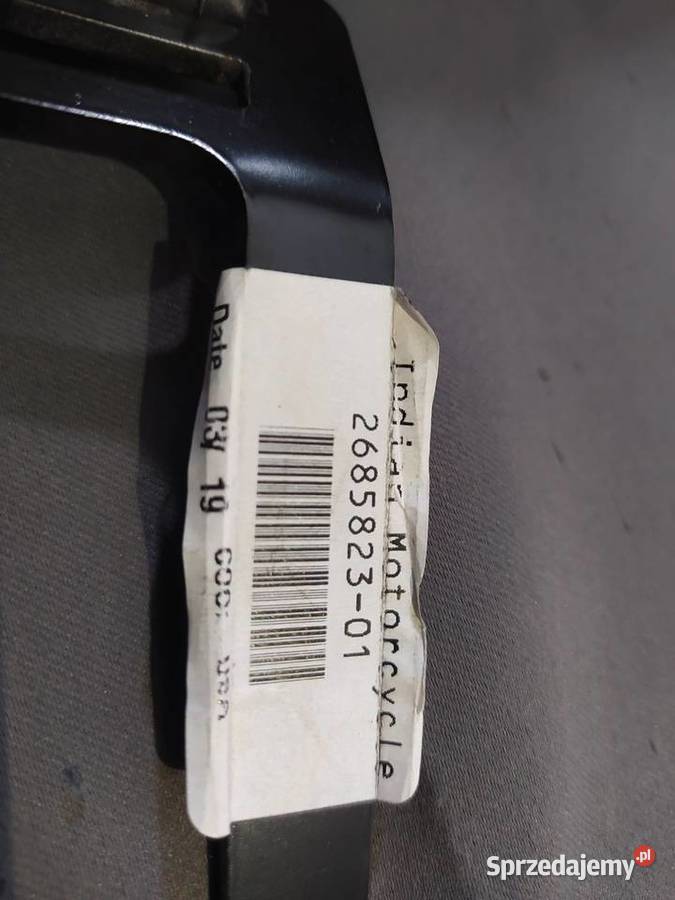 Indian Motorcycle
2685823-01
Date 03/19
Sprzedajemy.pl